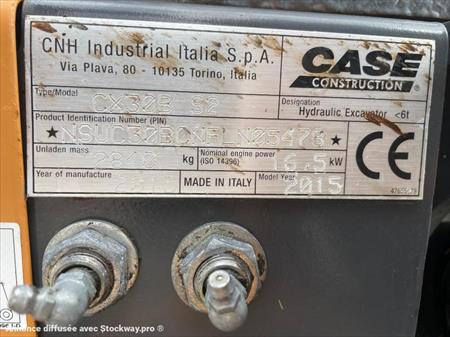 CNH Industrial Italia S.p.A.
Via Plava, 80 - 10135 Torino, Italia
CASE
CONSTRUCTION
Type/Model
CX30B S2
Designation
Hydraulic Excavator <6t
Product Identification Number (PIN)
Unladen mass
kg
Nominal engine power
(ISO 14396)
16.5 kW
CE
Year of manufacture
MADE IN ITALY
Model Year
2015
diffusée avec Stockway.pro ®